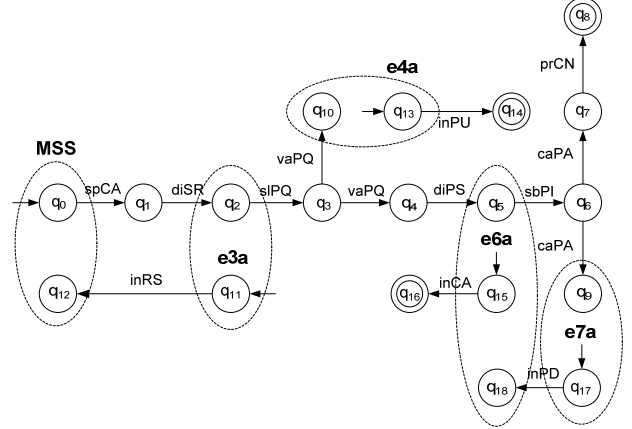 q8
prCN
e4a
q10
q13
inPU
q14
q7
MSS
vaPQ
caPA
q0
spCA
q1
diSR
q2
slPQ
q3
vaPQ
q4
diPS
q5
sbPI
q6
e3a
e6a
caPA
q12
inRS
q11
q16
inCA
q15
q9
e7a
q18
inPD
q17